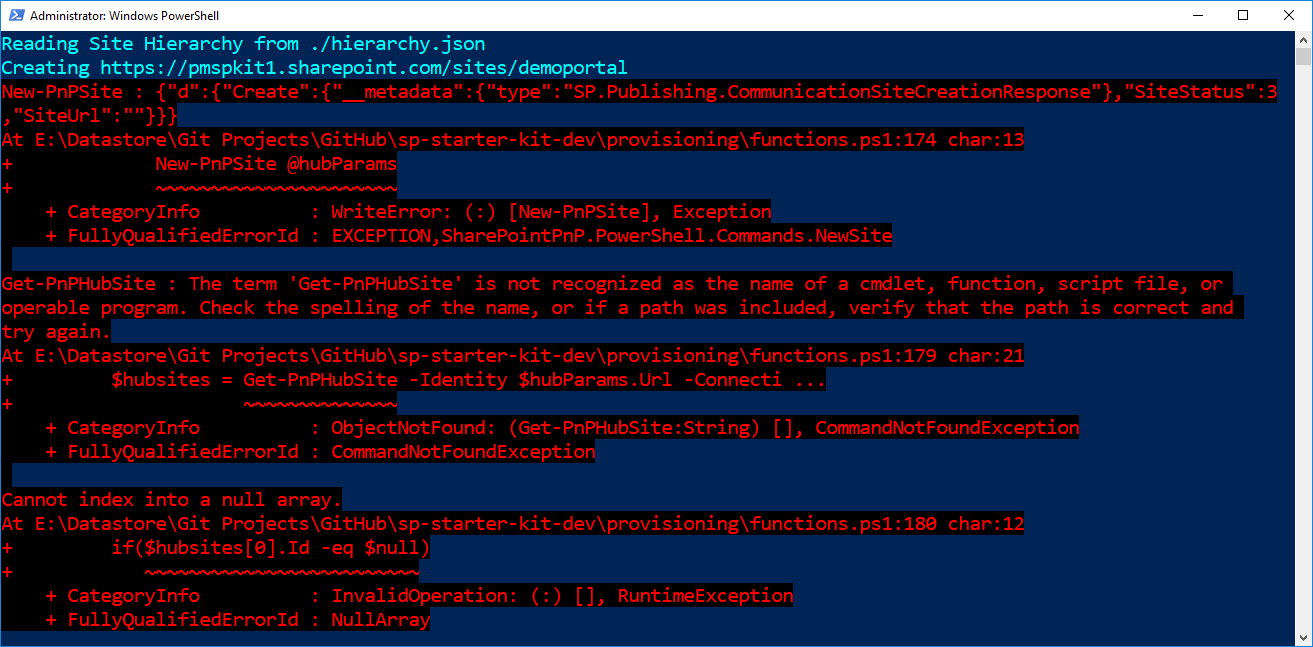 Administrator: Windows PowerShell
Reading Site Hierarchy from ./hierarchy.json
Creating https://pmspkit1.sharepoint.com/sites/demoportal
New-PnPSite : {"d":{"Create":{"__metadata":{"type":"SP.Publishing.CommunicationSiteCreationResponse"},"SiteStatus":3
,"SiteUrl":""}}}
At E:\Datastore\Git Projects\GitHub\sp-starter-kit-dev\provisioning\functions.ps1:174 char:13
+             New-PnPSite @hubParams
+             ~~~~~~~~~~~~~~~~~~~~~~
    + CategoryInfo          : WriteError: (:) [New-PnPSite], Exception
    + FullyQualifiedErrorId : EXCEPTION,SharePointPnP.PowerShell.Commands.NewSite
Get-PnPHubSite : The term 'Get-PnPHubSite' is not recognized as the name of a cmdlet, function, script file, or
operable program. Check the spelling of the name, or if a path was included, verify that the path is correct and
try again.
At E:\Datastore\Git Projects\GitHub\sp-starter-kit-dev\provisioning\functions.ps1:179 char:21
+         $hubsites = Get-PnPHubSite -Identity $hubParams.Url -Connecti ...
+                     ~~~~~~~~~~~~~~
    + CategoryInfo          : ObjectNotFound: (Get-PnPHubSite:String) [], CommandNotFoundException
    + FullyQualifiedErrorId : CommandNotFoundException
Cannot index into a null array.
At E:\Datastore\Git Projects\GitHub\sp-starter-kit-dev\provisioning\functions.ps1:180 char:12
+         if($hubsites[0].Id -eq $null)
+            ~~~~~~~~~~~~~~~~~~~~~~~~~
    + CategoryInfo          : InvalidOperation: (:) [], RuntimeException
    + FullyQualifiedErrorId : NullArray